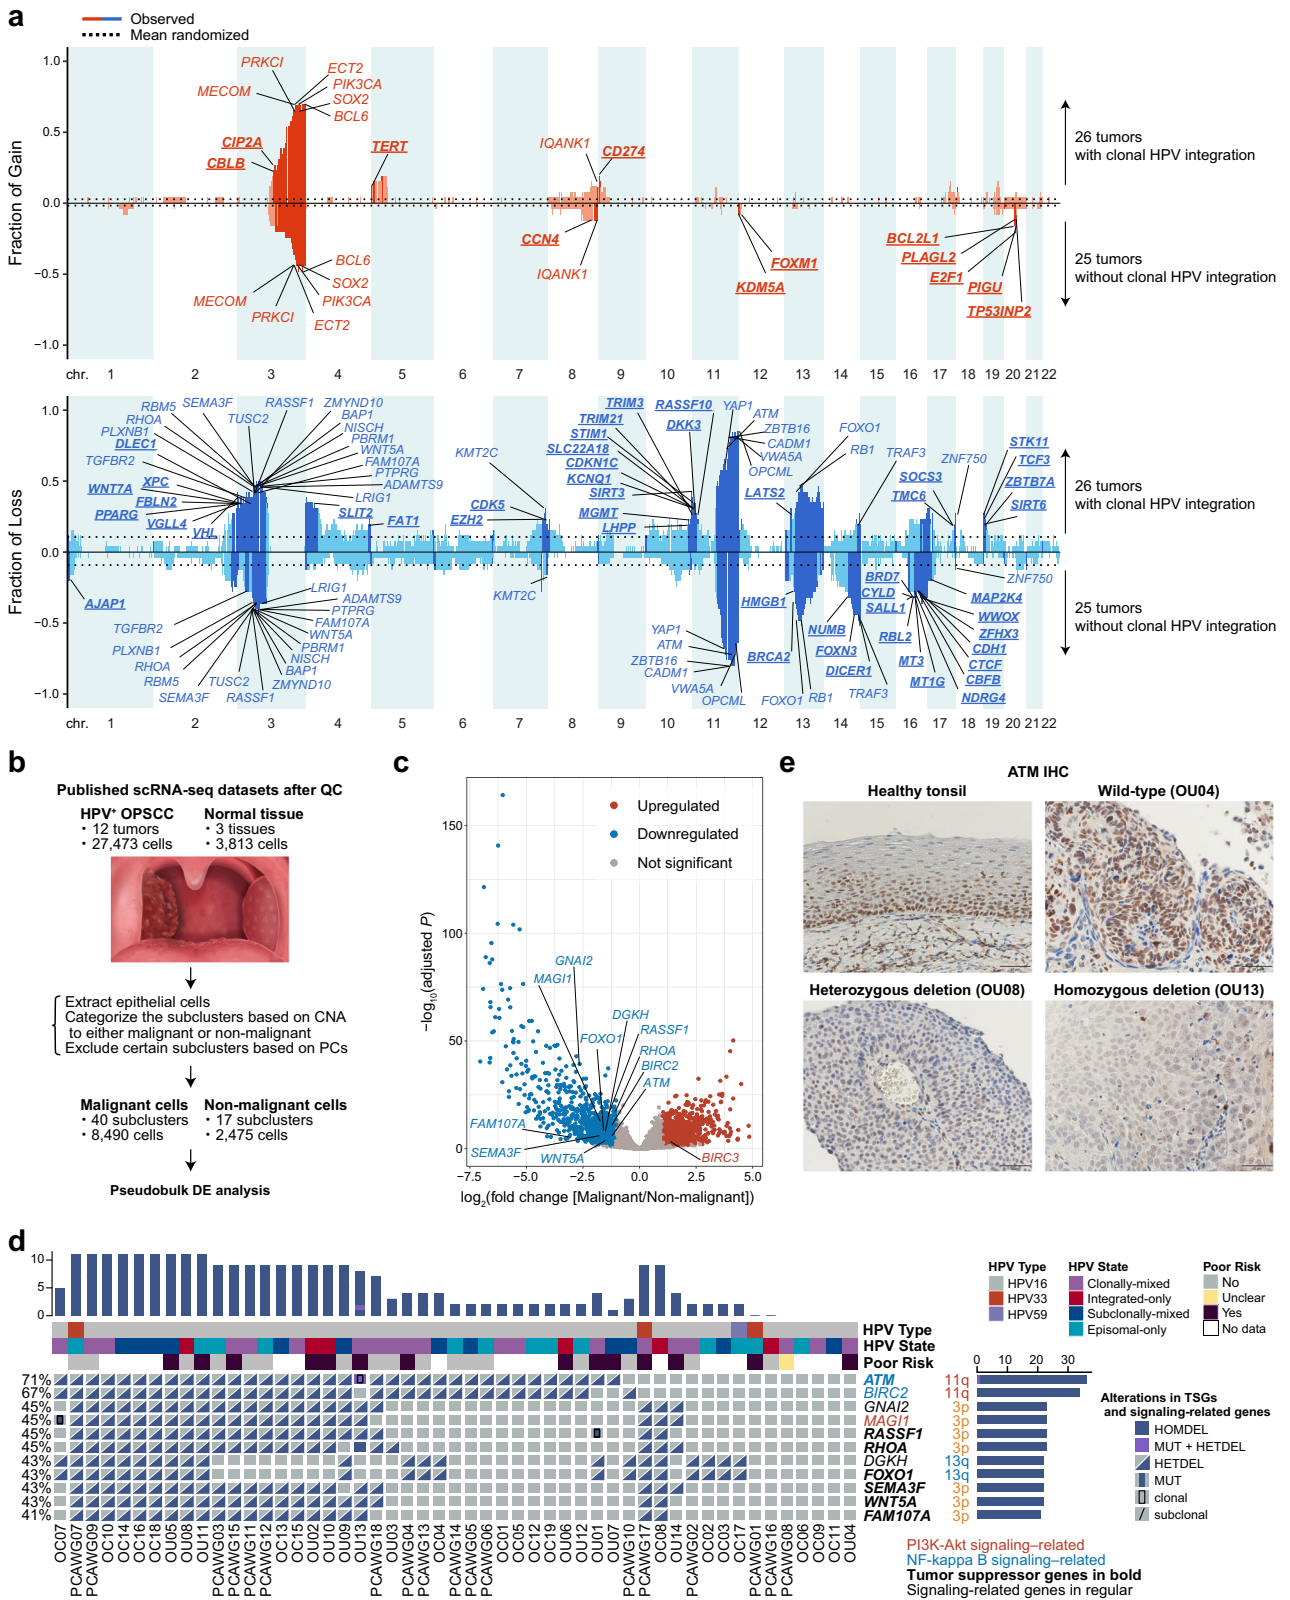 a
Observed
Mean randomized
Fraction of Gain
1.0
0.5
0.0
−0.5
−1.0
PRKCI
ECT2
PIK3CA
MECOM
SOX2
BCL6
CIP2A
CBLB
TERT
IQANK1
CD274
CCN4
IQANK1
FOXM1
KDM5A
BCL2L1
PLAGL2
E2F1
PIGU
TP53INP2
BCL6
SOX2
MECOM
PIK3CA
PRKCI
ECT2
26 tumors
with clonal HPV integration
25 tumors
without clonal HPV integration
chr. 1 2 3 4 5 6 7 8 9 10 11 12 13 14 15 16 17 18 19 20 21 22
Fraction of Loss
1.0
0.5
0.0
−0.5
−1.0
RBM5
SEMA3F
RASSF1
ZMYND10
RHOA
TUSC2
BAP1
PLXNB1
NISCH
DLEC1
PBRM1
WNT5A
TGFBR2
FAM107A
PTPRG
XPC
ADAMTS9
WNT7A
LRIG1
FBLN2
SLIT2
PPARG
VGLL4
FAT1
VHL
KMT2C
CDK5
EZH2
TRIM3
RASSF10
YAP1
TRIM21
DKK3
ATM
STIM1
ZBTB16
SLC22A18
CADM1
CDKN1C
VWA5A
KCNQ1
OPCML
SIRT3
LATS2
MGMT
LHPP
FOXO1
RB1
TRAF3
SOCS3
ZNF750
TMC6
STK11
TCF3
ZBTB7A
SIRT6
26 tumors
with clonal HPV integration
AJAP1
LRIG1
ADAMTS9
PTPRG
FAM107A
TGFBR2
WNT5A
PLXNB1
PBRM1
RHOA
NISCH
RBM5
TUSC2
BAP1
ZMYND10
SEMA3F
RASSF1
KMT2C
YAP1
ATM
ZBTB16
CADM1
VWA5A
OPCML
HMGB1
BRCA2
FOXO1
RB1
NUMB
FOXN3
DICER1
TRAF3
BRD7
CYLD
SALL1
RBL2
MT3
MT1G
ZNF750
MAP2K4
WWOX
ZFHX3
CDH1
CTCF
CBFB
NDRG4
25 tumors
without clonal HPV integration
chr. 1 2 3 4 5 6 7 8 9 10 11 12 13 14 15 16 17 18 19 20 21 22
b
Published scRNA-seq datasets after QC
HPV⁺ OPSCC
• 12 tumors
• 27,473 cells
Normal tissue
• 3 tissues
• 3,813 cells
Extract epithelial cells
Categorize the subclusters based on CNA
to either malignant or non-malignant
Exclude certain subclusters based on PCs
Malignant cells
• 40 subclusters
• 8,490 cells
Non-malignant cells
• 17 subclusters
• 2,475 cells
Pseudobulk DE analysis
c
Upregulated
Downregulated
Not significant
−log₁₀(adjusted P)
150
100
50
0
GNAI2
MAGI1
DGKH
FOXO1
RASSF1
RHOA
BIRC2
ATM
FAM107A
SEMA3F
WNT5A
BIRC3
−7.5 −5.0 −2.5 0.0 2.5 5.0
log₂(fold change [Malignant/Non-malignant])
e
ATM IHC
Healthy tonsil
Wild-type (OU04)
Heterozygous deletion (OU08)
Homozygous deletion (OU13)
d
10
5
0
HPV Type
HPV State
Poor Risk
71% ATM 11q
67% BIRC2 11q
45% GNAI2 3p
45% MAGI1 3p
45% RASSF1 3p
45% RHOA 3p
43% DGKH 13q
43% FOXO1 13q
43% SEMA3F 3p
43% WNT5A 3p
41% FAM107A 3p
OC07 PCAWG07 PCAWG09 OC10 OC14 OC16 OC18 OU05 OU08 OU11 PCAWG03 PCAWG15 PCAWG11 PCAWG12 OC13 OC15 OU02 OU10 OU09 OU13 PCAWG18 OU03 PCAWG04 PCAWG13 OC04 PCAWG14 PCAWG05 PCAWG06 OC01 OC05 OC12 OC19 OU06 OU12 OU01 OU07 PCAWG10 PCAWG17 OC08 OU14 PCAWG02 OC02 OC03 OC17 PCAWG01 PCAWG16 PCAWG08 OC06 OC09 OC11 OU04
HPV Type
HPV16
HPV33
HPV59
HPV State
Clonally-mixed
Integrated-only
Subclonally-mixed
Episomal-only
Poor Risk
No
Unclear
Yes
No data
0 10 20 30
Alterations in TSGs
and signaling-related genes
HOMDEL
MUT + HETDEL
HETDEL
MUT
clonal
subclonal
PI3K-Akt signaling–related
NF-kappa B signaling–related
Tumor suppressor genes in bold
Signaling-related genes in regular